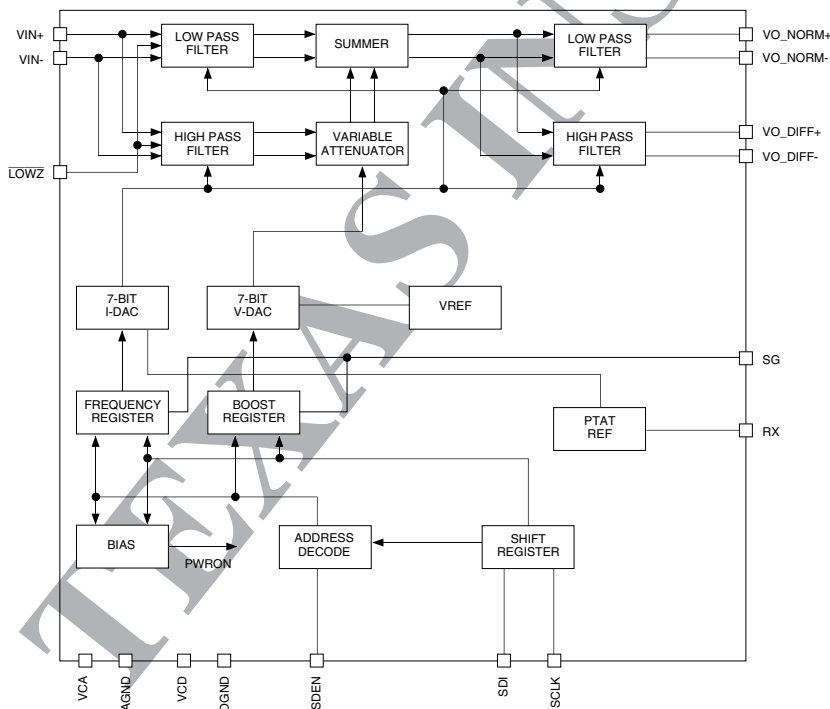 VIN+
VIN-
LOWZ
LOW PASS
FILTER
SUMMER
LOW PASS
FILTER
VO_NORM+
VO_NORM-
HIGH PASS
FILTER
VARIABLE
ATTENUATOR
HIGH PASS
FILTER
VO_DIFF+
VO_DIFF-
7-BIT
I-DAC
7-BIT
V-DAC
VREF
SG
FREQUENCY
REGISTER
BOOST
REGISTER
PTAT
REF
RX
BIAS
PWRON
ADDRESS
DECODE
SHIFT
REGISTER
VCA
AGND
VCD
DGND
SDEN
SDI
SCLK
TEXAS INS